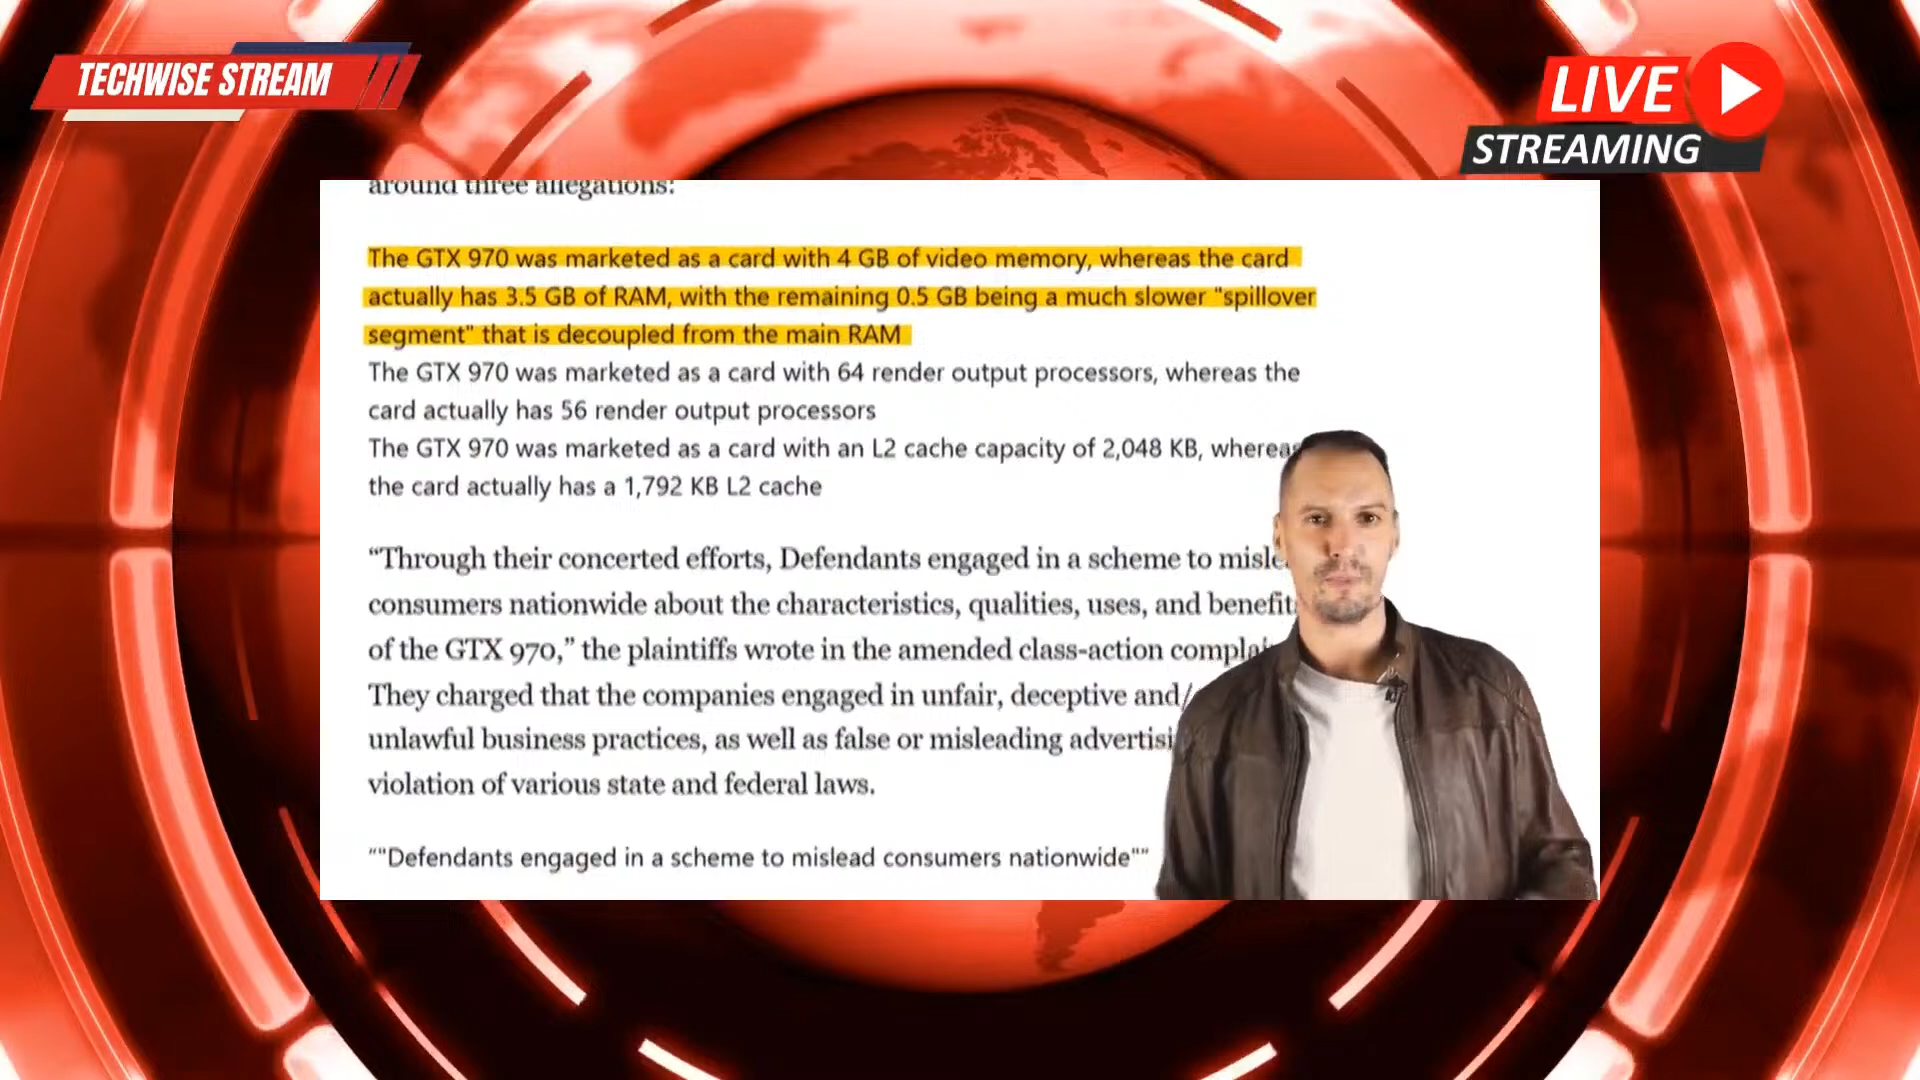 TECHWISE STREAM
LIVE
STREAMING
around three allegations:
The GTX 970 was marketed as a card with 4 GB of video memory, whereas the card
actually has 3.5 GB of RAM, with the remaining 0.5 GB being a much slower "spillover
segment" that is decoupled from the main RAM
The GTX 970 was marketed as a card with 64 render output processors, whereas the
card actually has 56 render output processors
The GTX 970 was marketed as a card with an L2 cache capacity of 2,048 KB, whereas
the card actually has a 1,792 KB L2 cache
“Through their concerted efforts, Defendants engaged in a scheme to
consumers nationwide about the characteristics, qualities, uses, and benefit
of the GTX 970,” the plaintiffs wrote in the amended class-action
They charged that the companies engaged in unfair, deceptive and/
unlawful business practices, as well as false or misleading
violation of various state and federal laws.
“"Defendants engaged in a scheme to mislead consumers nationwide"”